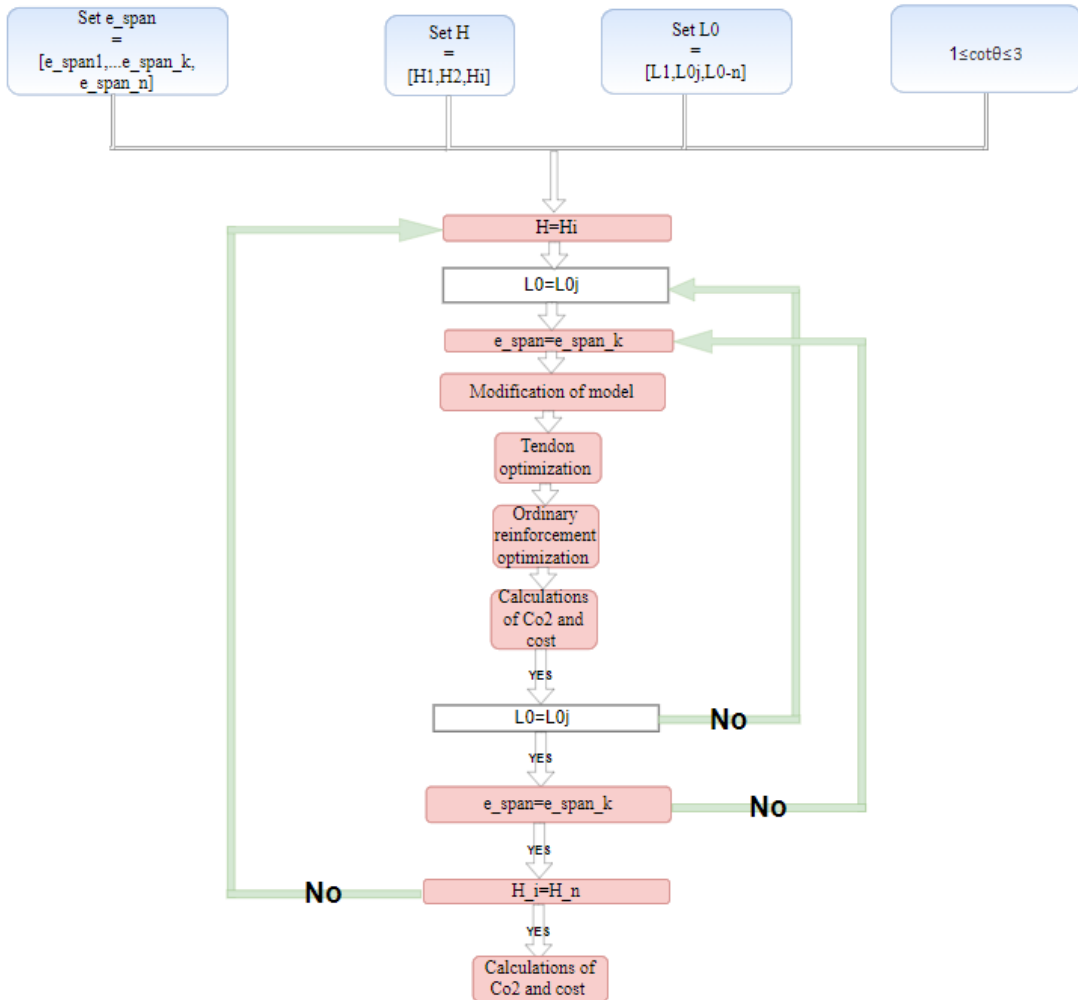 Set e_span
=
[e_span1,...e_span_k,
e_span_n]
Set H
=
[H1,H2,Hi]
Set L0
=
[L1,L0j,L0-n]
1≤cotθ≤3
H=Hi
L0=L0j
e_span=e_span_k
Modification of model
Tendon
optimization
Ordinary
reinforcement
optimization
Calculations
of Co2 and
cost
YES
L0=L0j
No
YES
e_span=e_span_k
No
YES
H_i=H_n
No
YES
Calculations of
Co2 and cost